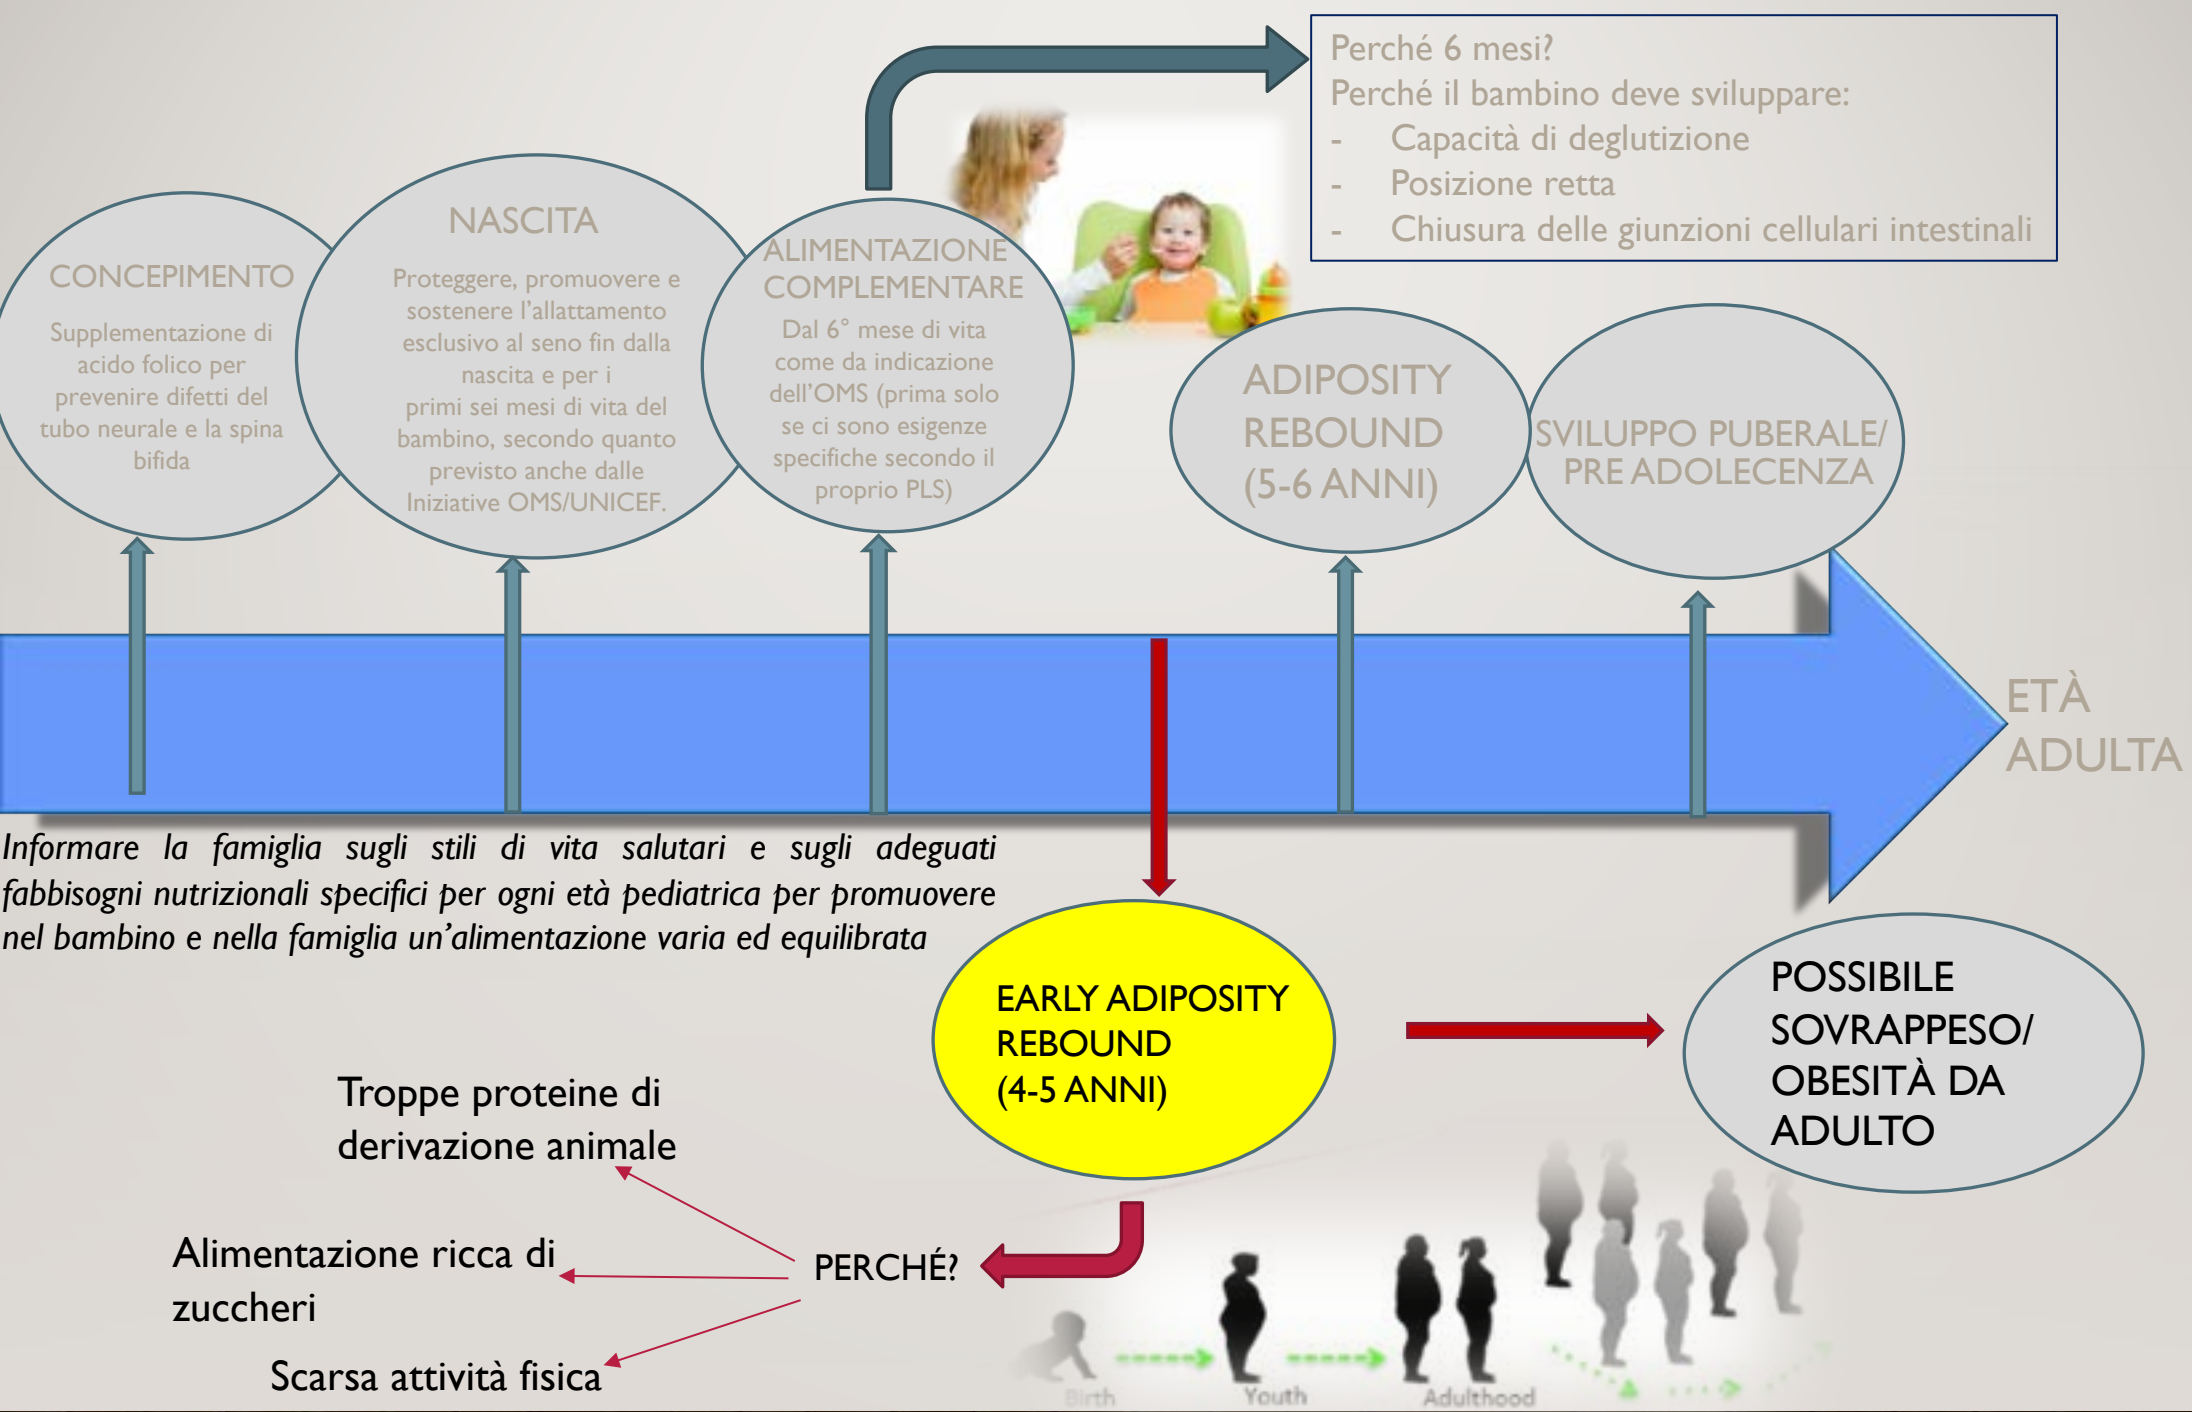 Perché 6 mesi?
Perché il bambino deve sviluppare:
- Capacità di deglutizione
- Posizione retta
- Chiusura delle giunzioni cellulari intestinali
CONCEPIMENTO
Supplementazione di
acido folico per
prevenire difetti del
tubo neurale e la spina
bifida
NASCITA
Proteggere, promuovere e
sostenere l'allattamento
esclusivo al seno fin dalla
nascita e per i
primi sei mesi di vita del
bambino, secondo quanto
previsto anche dalle
Iniziative OMS/UNICEF.
ALIMENTAZIONE
COMPLEMENTARE
Dal 6° mese di vita
come da indicazione
dell'OMS (prima solo
se ci sono esigenze
specifiche secondo il
proprio PLS)
ADIPOSITY
REBOUND
(5-6 ANNI)
SVILUPPO PUBERALE/
PRE ADOLECENZA
ETÀ
ADULTA
Informare la famiglia sugli stili di vita salutari e sugli adeguati
fabbisogni nutrizionali specifici per ogni età pediatrica per promuovere
nel bambino e nella famiglia un'alimentazione varia ed equilibrata
EARLY ADIPOSITY
REBOUND
(4-5 ANNI)
POSSIBILE
SOVRAPPESO/
OBESITÀ DA
ADULTO
Troppe proteine di
derivazione animale
PERCHÉ?
Alimentazione ricca di
zuccheri
Scarsa attività fisica
Birth
Youth
Adulthood